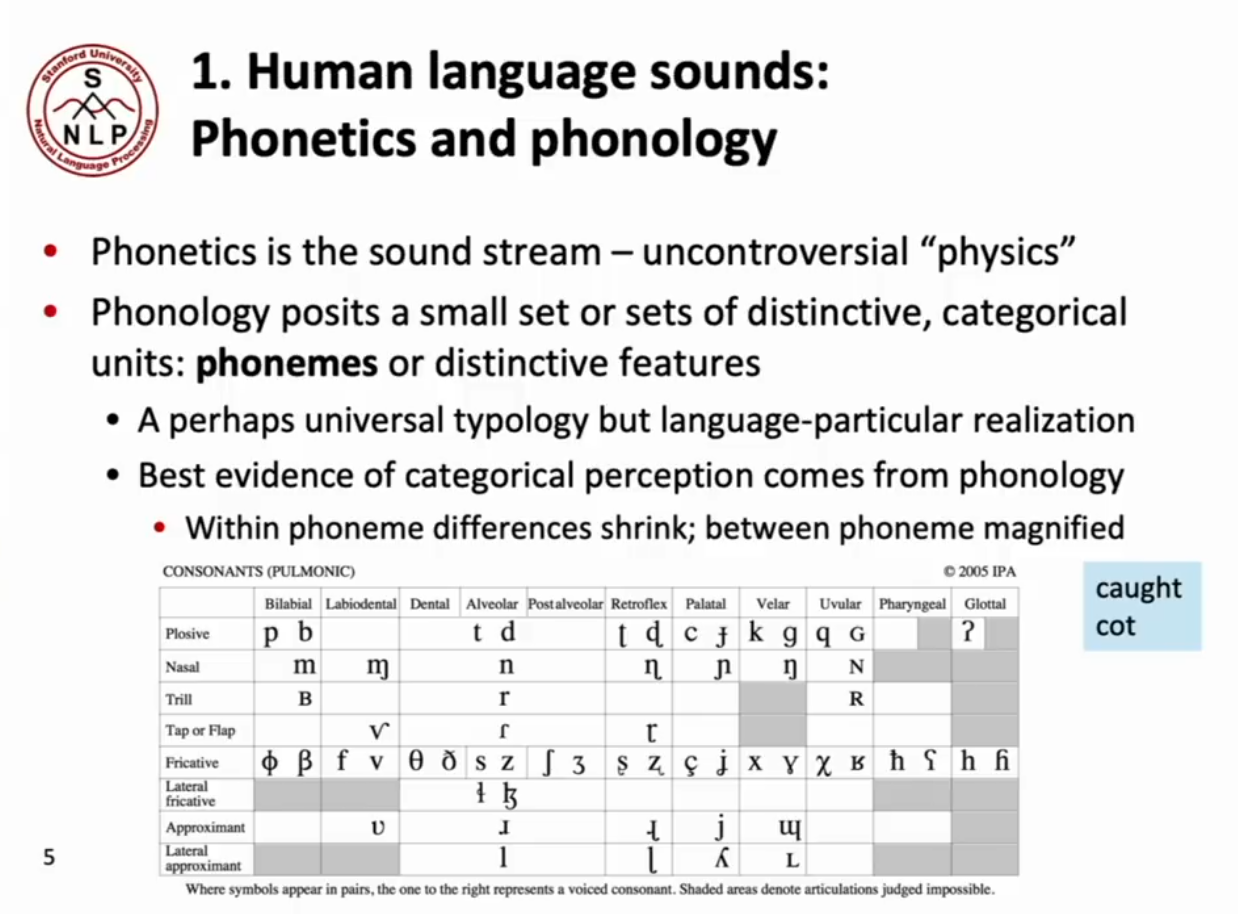 Stanford University
S
NLP
Natural Language Processing
1. Human language sounds:
Phonetics and phonology
• Phonetics is the sound stream – uncontroversial “physics”
• Phonology posits a small set or sets of distinctive, categorical
units: phonemes or distinctive features
• A perhaps universal typology but language-particular realization
• Best evidence of categorical perception comes from phonology
• Within phoneme differences shrink; between phoneme magnified
CONSONANTS (PULMONIC) © 2005 IPA
Bilabial Labiodental Dental Alveolar Postalveolar Retroflex Palatal Velar Uvular Pharyngeal Glottal
Plosive p b t d ʈ ɖ c ɟ k ɡ q ɢ ʔ
Nasal m ɱ n ɳ ɲ ŋ ɴ
Trill ʙ r ʀ
Tap or Flap ⱱ ɾ ɽ
Fricative ɸ β f v θ ð s z ʃ ʒ ʂ ʐ ç ʝ x ɣ χ ʁ ħ ʕ h ɦ
Lateral
fricative ɬ ɮ
Approximant ʋ ɹ ɻ j ɰ
Lateral
approximant l ɭ ʎ ʟ
Where symbols appear in pairs, the one to the right represents a voiced consonant. Shaded areas denote articulations judged impossible.
caught
cot
5